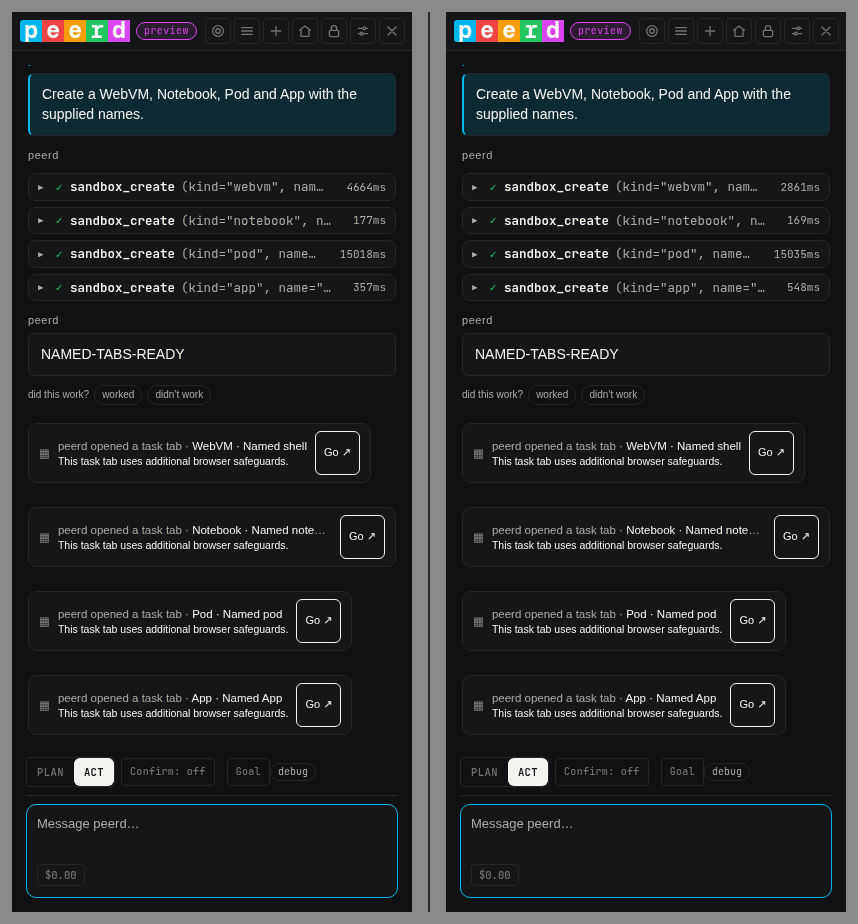 peerd preview
Create a WebVM, Notebook, Pod and App with the
supplied names.
peerd
▶ ✓ sandbox_create (kind="webvm", nam… 4664ms
▶ ✓ sandbox_create (kind="notebook", n… 177ms
▶ ✓ sandbox_create (kind="pod", name… 15018ms
▶ ✓ sandbox_create (kind="app", name="… 357ms
peerd
NAMED-TABS-READY
did this work? worked didn't work
peerd opened a task tab · WebVM · Named shell
This task tab uses additional browser safeguards.
Go ↗
peerd opened a task tab · Notebook · Named note…
This task tab uses additional browser safeguards.
Go ↗
peerd opened a task tab · Pod · Named pod
This task tab uses additional browser safeguards.
Go ↗
peerd opened a task tab · App · Named App
This task tab uses additional browser safeguards.
Go ↗
PLAN ACT Confirm: off Goal debug
Message peerd…
$0.00
peerd preview
Create a WebVM, Notebook, Pod and App with the
supplied names.
peerd
▶ ✓ sandbox_create (kind="webvm", nam… 2861ms
▶ ✓ sandbox_create (kind="notebook", n… 169ms
▶ ✓ sandbox_create (kind="pod", name… 15035ms
▶ ✓ sandbox_create (kind="app", name="… 548ms
peerd
NAMED-TABS-READY
did this work? worked didn't work
peerd opened a task tab · WebVM · Named shell
This task tab uses additional browser safeguards.
Go ↗
peerd opened a task tab · Notebook · Named note…
This task tab uses additional browser safeguards.
Go ↗
peerd opened a task tab · Pod · Named pod
This task tab uses additional browser safeguards.
Go ↗
peerd opened a task tab · App · Named App
This task tab uses additional browser safeguards.
Go ↗
PLAN ACT Confirm: off Goal debug
Message peerd…
$0.00